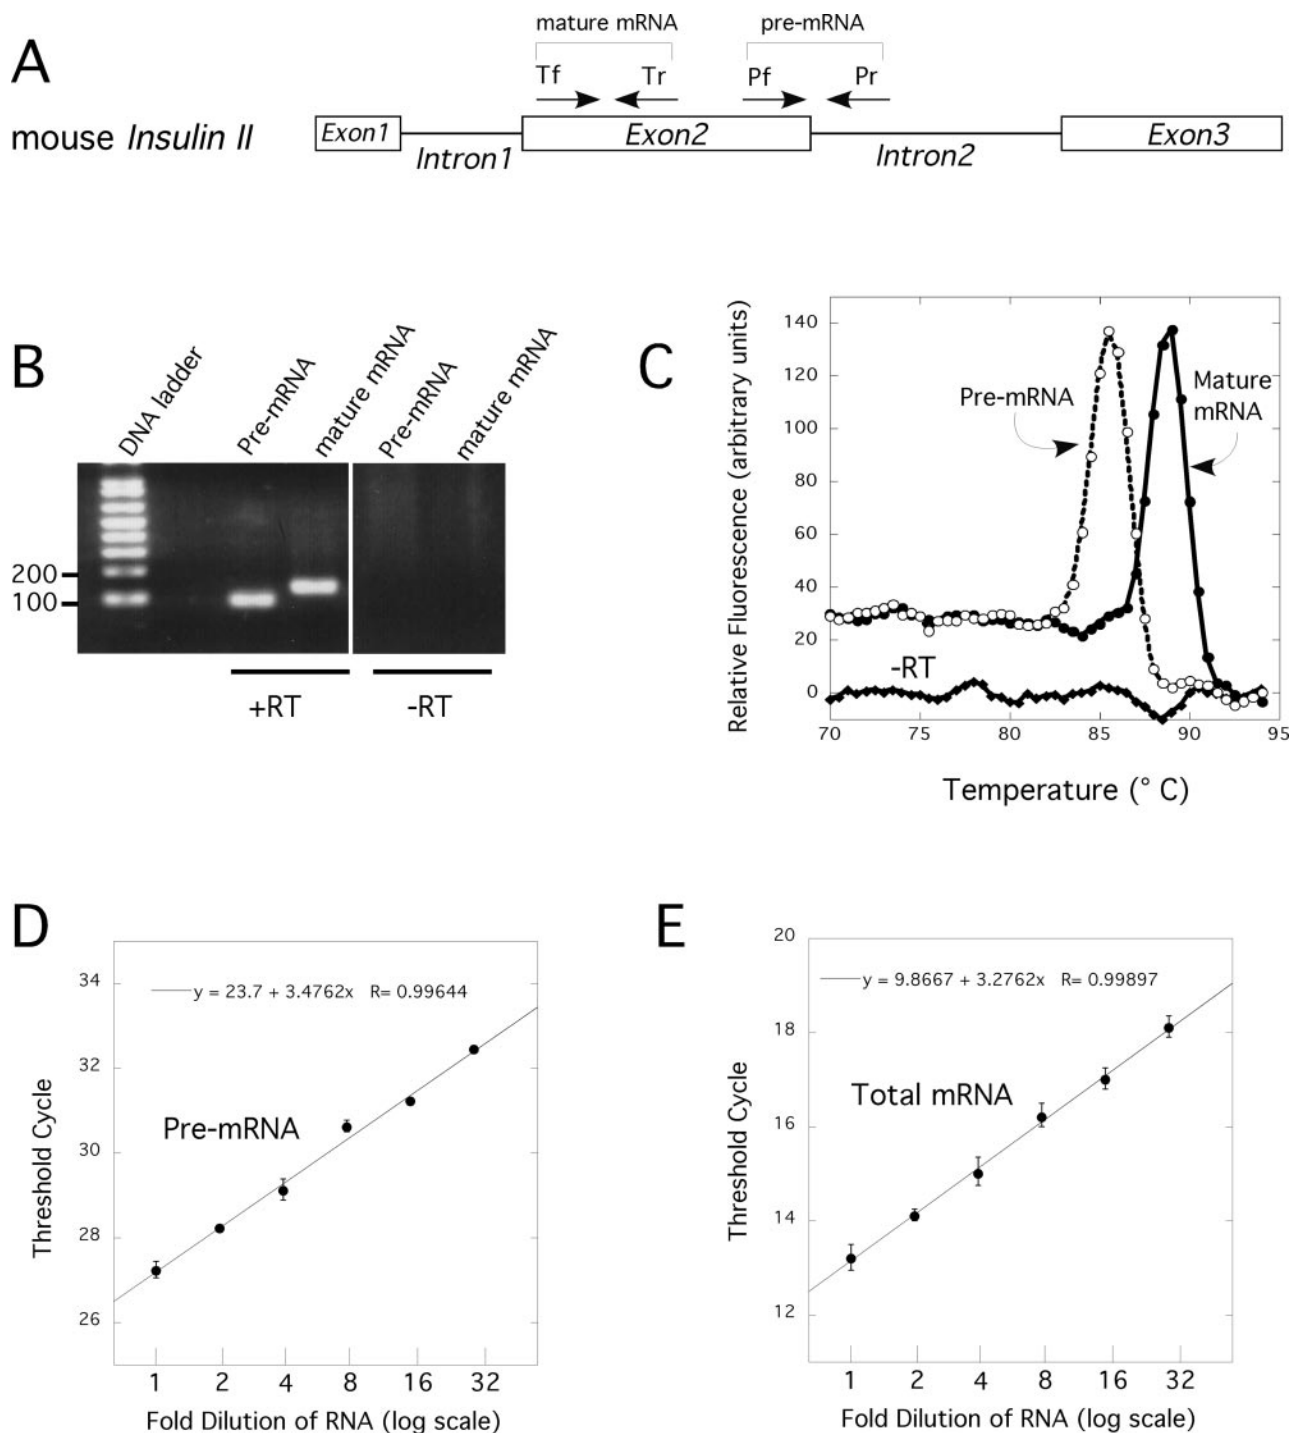 A
mature mRNA
pre-mRNA
Tf
Tr
Pf
Pr
mouse Insulin II
Exon1
Intron1
Exon2
Intron2
Exon3
B
DNA ladder
Pre-mRNA
mature mRNA
Pre-mRNA
mature mRNA
200
100
+RT
-RT
C
Relative Fluorescence (arbitrary units)
140
120
100
80
60
40
20
0
Pre-mRNA
Mature
mRNA
-RT
70
75
80
85
90
95
Temperature (° C)
D
y = 23.7 + 3.4762x R= 0.99644
Threshold Cycle
34
32
30
28
26
Pre-mRNA
1
2
4
8
16
32
Fold Dilution of RNA (log scale)
E
y = 9.8667 + 3.2762x R= 0.99897
Threshold Cycle
20
18
16
14
12
Total mRNA
1
2
4
8
16
32
Fold Dilution of RNA (log scale)